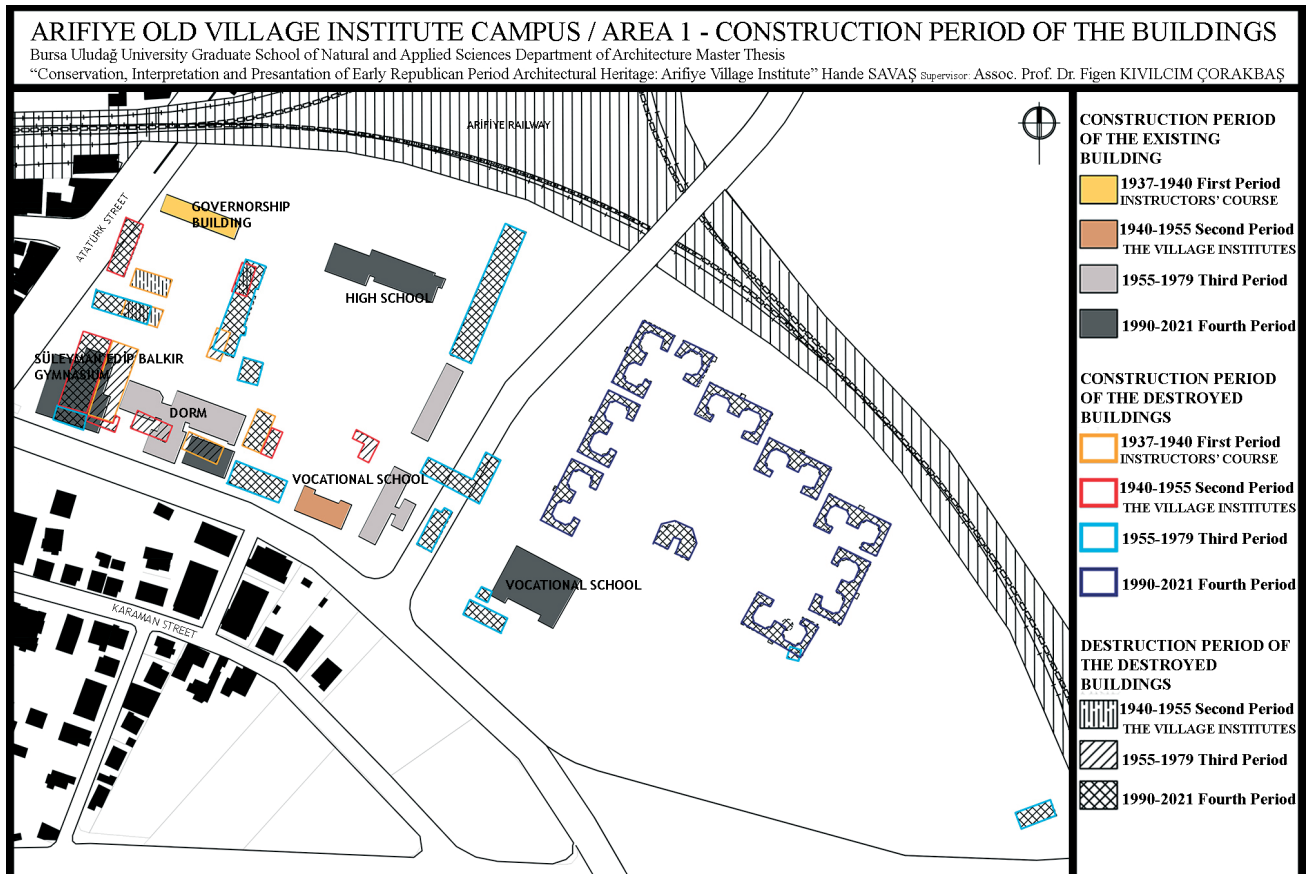 ARIFIYE OLD VILLAGE INSTITUTE CAMPUS / AREA 1 - CONSTRUCTION PERIOD OF THE BUILDINGS
Bursa Uludağ University Graduate School of Natural and Applied Sciences Department of Architecture Master Thesis
“Conservation, Interpretation and Presantation of Early Republican Period Architectural Heritage: Arifiye Village Institute” Hande SAVAŞ Supervisor: Assoc. Prof. Dr. Figen KIVILCIM ÇORAKBAŞ
ARİFİYE RAILWAY
ATATÜRK STREET
GOVERNORSHIP
BUILDING
HIGH SCHOOL
SÜLEYMAN EDİP BALKIR
GYMNASIUM
DORM
VOCATIONAL SCHOOL
VOCATIONAL SCHOOL
KARAMAN STREET
CONSTRUCTION PERIOD
OF THE EXISTING
BUILDING
1937-1940 First Period
INSTRUCTORS' COURSE
1940-1955 Second Period
THE VILLAGE INSTITUTES
1955-1979 Third Period
1990-2021 Fourth Period
CONSTRUCTION PERIOD
OF THE DESTROYED
BUILDINGS
1937-1940 First Period
INSTRUCTORS' COURSE
1940-1955 Second Period
THE VILLAGE INSTITUTES
1955-1979 Third Period
1990-2021 Fourth Period
DESTRUCTION PERIOD OF
THE DESTROYED
BUILDINGS
1940-1955 Second Period
THE VILLAGE INSTITUTES
1955-1979 Third Period
1990-2021 Fourth Period